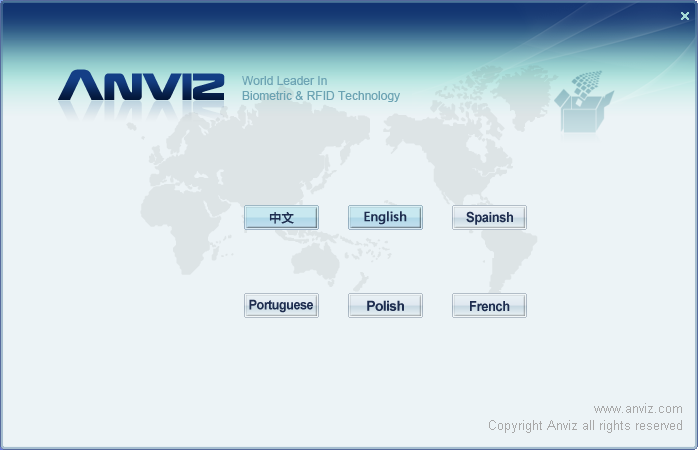 ANVIZ
World Leader In
Biometric & RFID Technology
中文 English Spainsh
Portuguese Polish French
www.anviz.com
Copyright Anviz all rights reserved